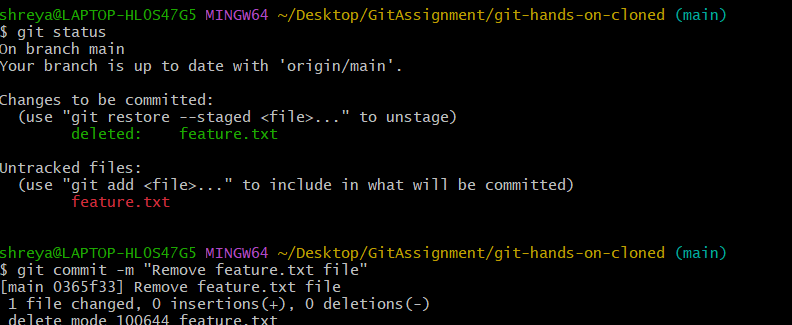 shreya@LAPTOP-HLOS47G5 MINGW64 ~/Desktop/GitAssignment/git-hands-on-cloned (main)
$ git status
On branch main
Your branch is up to date with 'origin/main'.
Changes to be committed:
  (use "git restore --staged <file>..." to unstage)
        deleted:    feature.txt
Untracked files:
  (use "git add <file>..." to include in what will be committed)
        feature.txt
shreya@LAPTOP-HLOS47G5 MINGW64 ~/Desktop/GitAssignment/git-hands-on-cloned (main)
$ git commit -m "Remove feature.txt file"
[main 0365f33] Remove feature.txt file
 1 file changed, 0 insertions(+), 0 deletions(-)
 delete mode 100644 feature.txt